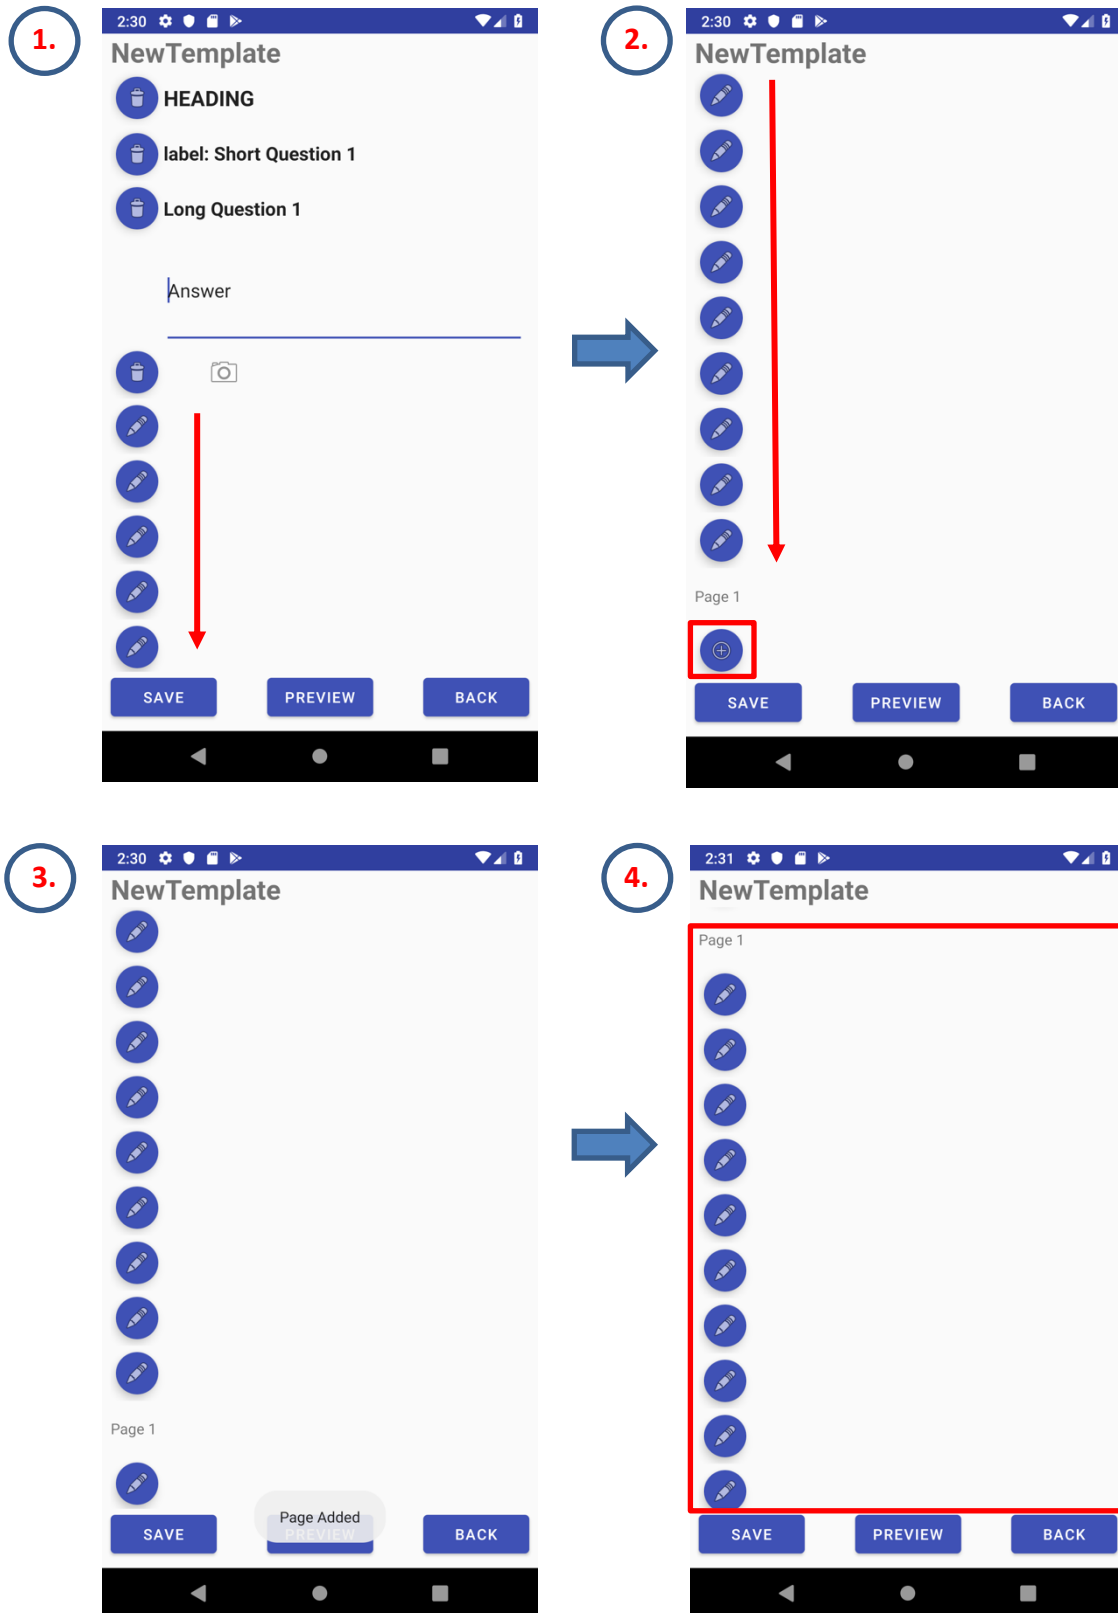 1.
2:30
NewTemplate
HEADING
label: Short Question 1
Long Question 1
Answer
SAVE PREVIEW BACK
2.
2:30
NewTemplate
Page 1
SAVE PREVIEW BACK
3.
2:30
NewTemplate
Page 1
Page Added
SAVE PREVIEW BACK
4.
2:31
NewTemplate
Page 1
SAVE PREVIEW BACK